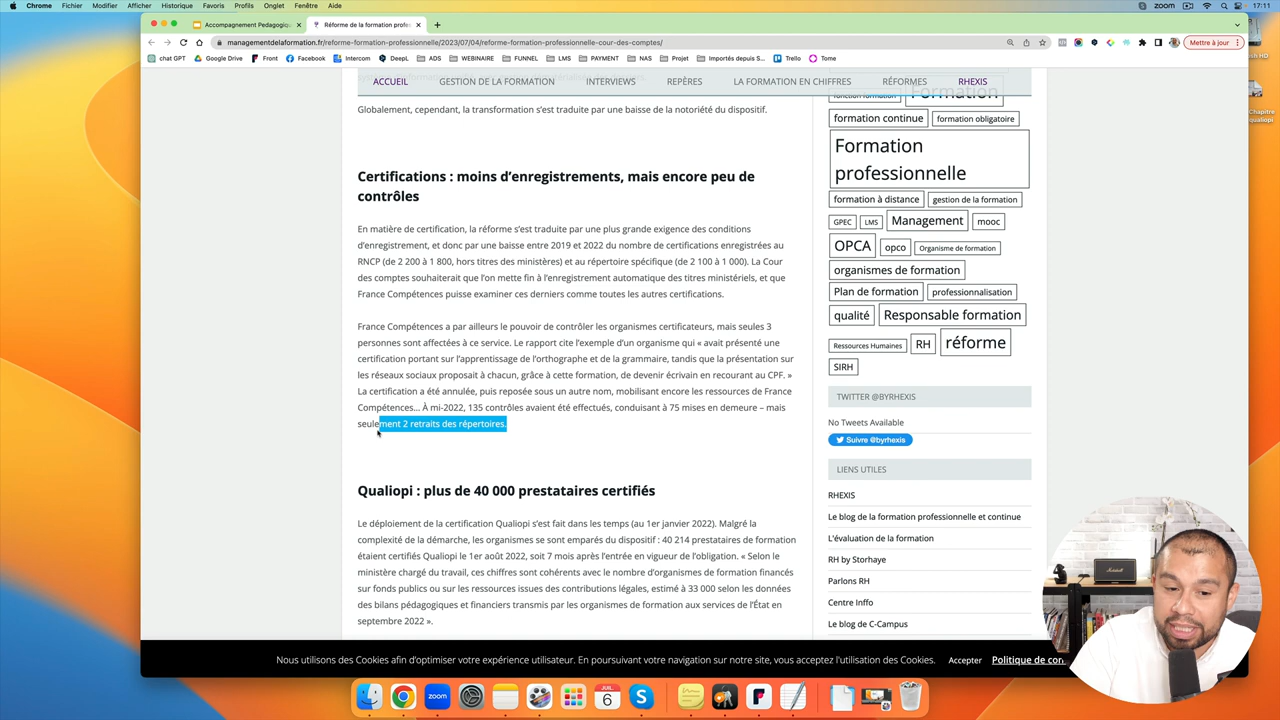 Chrome Fichier Modifier Afficher Historique Favoris Profils Onglet Fenêtre Aide
zoom 17:11
Accompagnement Pedagogiqu Réforme de la formation profe
managementdelaformation.fr/reforme-formation-professionnelle/2023/07/04/reforme-formation-professionnelle-cour-des-comptes/
Mettre à jour
chat GPT Google Drive Front Facebook Intercom DeepL ADS WEBINAIRE FUNNEL LMS PAYMENT NAS Projet Importés depuis S... Trello Tome
ACCUEIL GESTION DE LA FORMATION INTERVIEWS REPÈRES LA FORMATION EN CHIFFRES RÉFORMES RHEXIS
Globalement, cependant, la transformation s'est traduite par une baisse de la notoriété du dispositif.
Certifications : moins d'enregistrements, mais encore peu de
contrôles
En matière de certification, la réforme s'est traduite par une plus grande exigence des conditions
d'enregistrement, et donc par une baisse entre 2019 et 2022 du nombre de certifications enregistrées au
RNCP (de 2 200 à 1 800, hors titres des ministères) et au répertoire spécifique (de 2 100 à 1 000). La Cour
des comptes souhaiterait que l'on mette fin à l'enregistrement automatique des titres ministériels, et que
France Compétences puisse examiner ces derniers comme toutes les autres certifications.
France Compétences a par ailleurs le pouvoir de contrôler les organismes certificateurs, mais seules 3
personnes sont affectées à ce service. Le rapport cite l'exemple d'un organisme qui « avait présenté une
certification portant sur l'apprentissage de l'orthographe et de la grammaire, tandis que la présentation sur
les réseaux sociaux proposait à chacun, grâce à cette formation, de devenir écrivain en recourant au CPF. »
La certification a été annulée, puis reposée sous un autre nom, mobilisant encore les ressources de France
Compétences... À mi-2022, 135 contrôles avaient été effectués, conduisant à 75 mises en demeure – mais
seulement 2 retraits des répertoires.
Qualiopi : plus de 40 000 prestataires certifiés
Le déploiement de la certification Qualiopi s'est fait dans les temps (au 1er janvier 2022). Malgré la
complexité de la démarche, les organismes se sont emparés du dispositif : 40 214 prestataires de formation
étaient certifiés Qualiopi le 1er août 2022, soit 7 mois après l'entrée en vigueur de l'obligation. « Selon le
ministère chargé du travail, ces chiffres sont cohérents avec le nombre d'organismes de formation financés
sur fonds publics ou sur les ressources issues des contributions légales, estimé à 33 000 selon les données
des bilans pédagogiques et financiers transmis par les organismes de formation aux services de l'État en
septembre 2022 ».
fonction formation Formation
formation continue formation obligatoire
Formation
professionnelle
formation à distance gestion de la formation
GPEC LMS Management mooc
OPCA opco Organisme de formation
organismes de formation
Plan de formation professionnalisation
qualité Responsable formation
Ressources Humaines RH réforme
SIRH
TWITTER @BYRHEXIS
No Tweets Available
Suivre @byrhexis
LIENS UTILES
RHEXIS
Le blog de la formation professionnelle et continue
L'évaluation de la formation
RH by Storhaye
Parlons RH
Centre Inffo
Le blog de C-Campus
Nous utilisons des Cookies afin d'optimiser votre expérience utilisateur. En poursuivant votre navigation sur notre site, vous acceptez l'utilisation des Cookies. Accepter Politique de con
Chapitre
qualiopi
zoom
JUIL.
6
Marshall